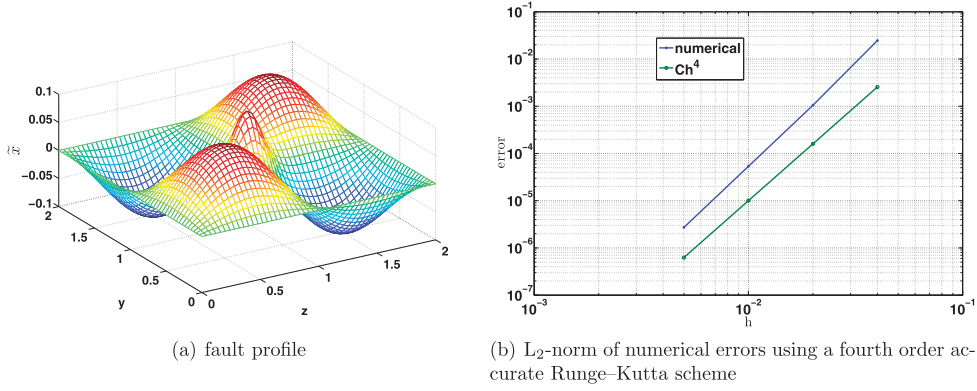 0.1
0.05
0
−0.05
−0.1
x̃
2
1.5
1
0.5
0
y
0
0.5
1
1.5
2
z
(a) fault profile
10⁻¹
10⁻²
10⁻³
10⁻⁴
10⁻⁵
10⁻⁶
10⁻⁷
error
numerical
Ch⁴
10⁻³
10⁻²
10⁻¹
h
(b) L₂-norm of numerical errors using a fourth order ac-
curate Runge–Kutta scheme